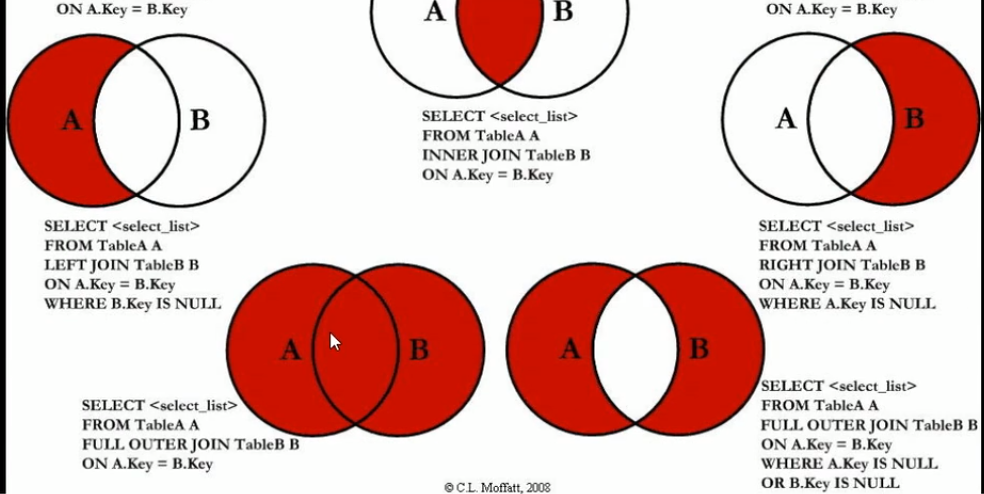 ON A.Key = B.Key
A
B
ON A.Key = B.Key
A
B
SELECT <select_list>
FROM TableA A
INNER JOIN TableB B
ON A.Key = B.Key
A
B
SELECT <select_list>
FROM TableA A
LEFT JOIN TableB B
ON A.Key = B.Key
WHERE B.Key IS NULL
SELECT <select_list>
FROM TableA A
RIGHT JOIN TableB B
ON A.Key = B.Key
WHERE A.Key IS NULL
A
B
A
B
SELECT <select_list>
FROM TableA A
FULL OUTER JOIN TableB B
ON A.Key = B.Key
SELECT <select_list>
FROM TableA A
FULL OUTER JOIN TableB B
ON A.Key = B.Key
WHERE A.Key IS NULL
OR B.Key IS NULL
© C.L. Moffatt, 2008